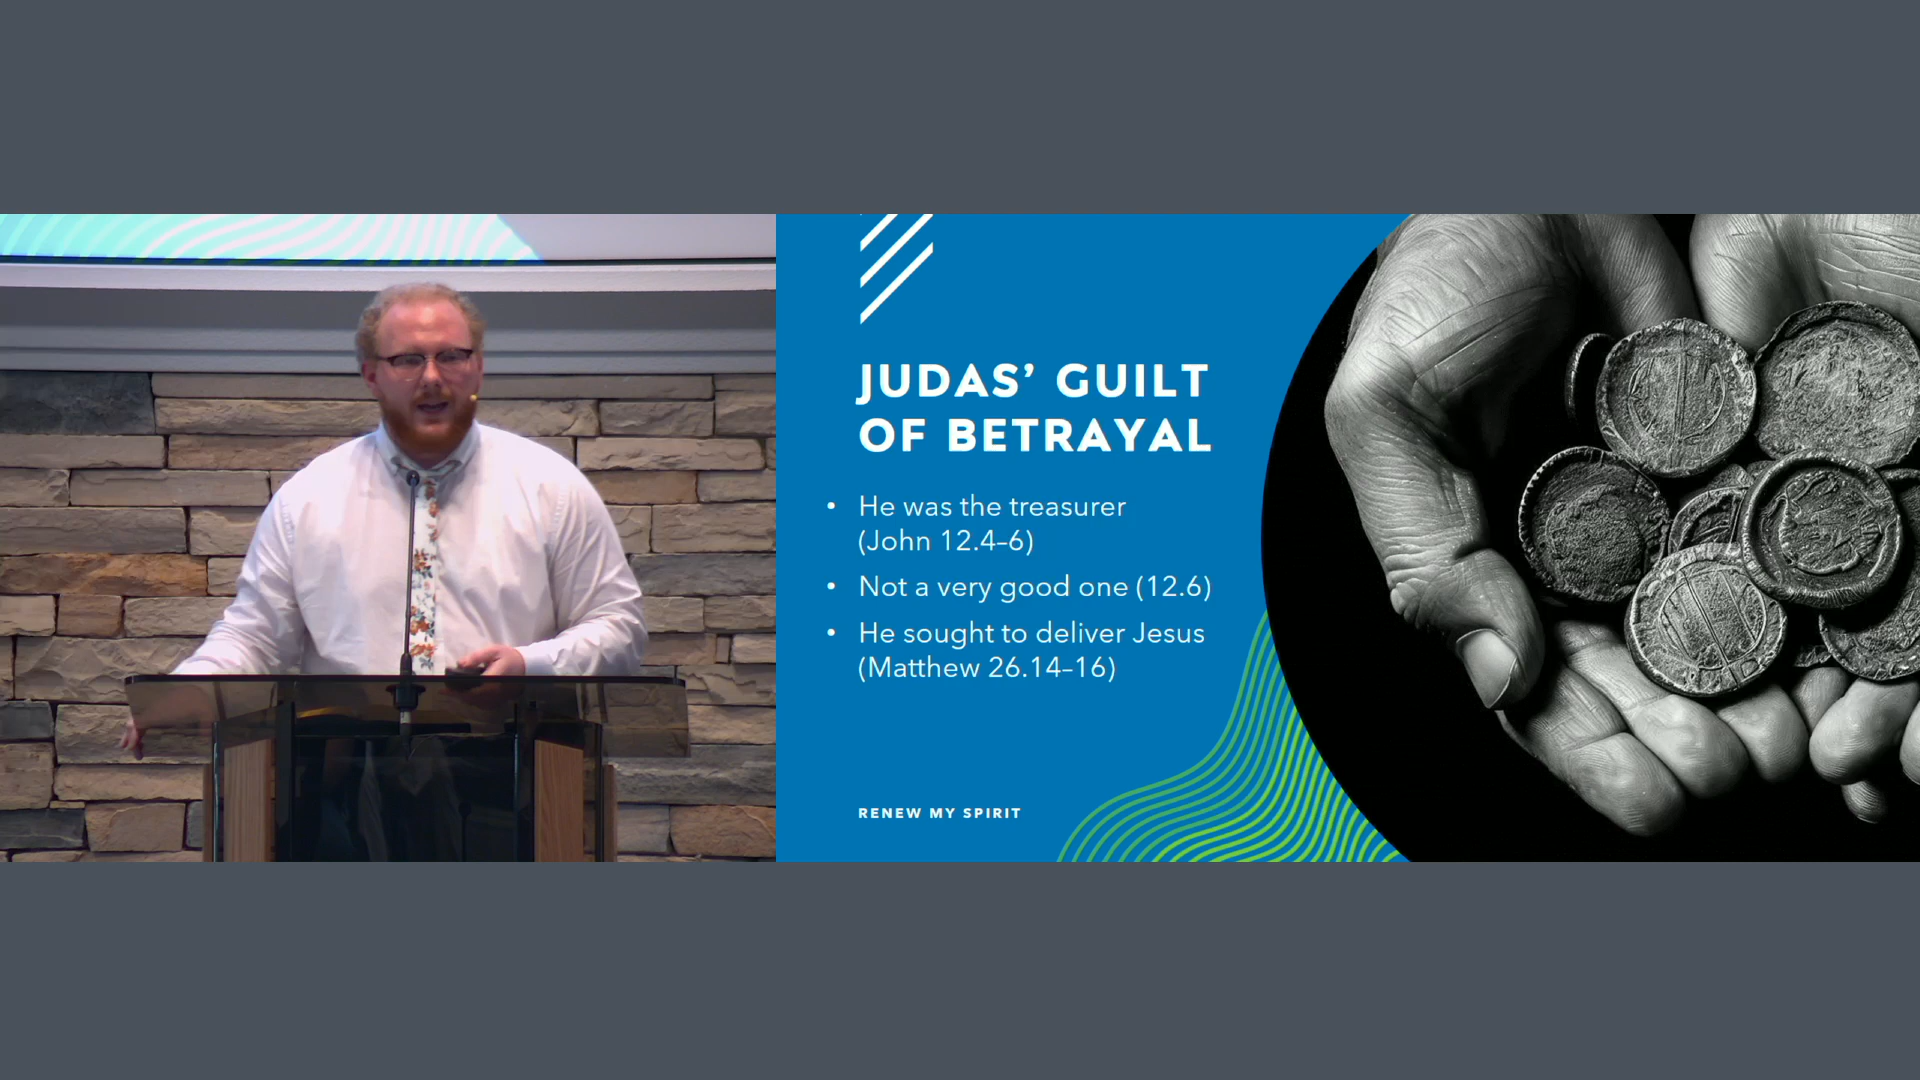 JUDAS’ GUILT
OF BETRAYAL
• He was the treasurer
(John 12.4–6)
• Not a very good one (12.6)
• He sought to deliver Jesus
(Matthew 26.14–16)
RENEW MY SPIRIT